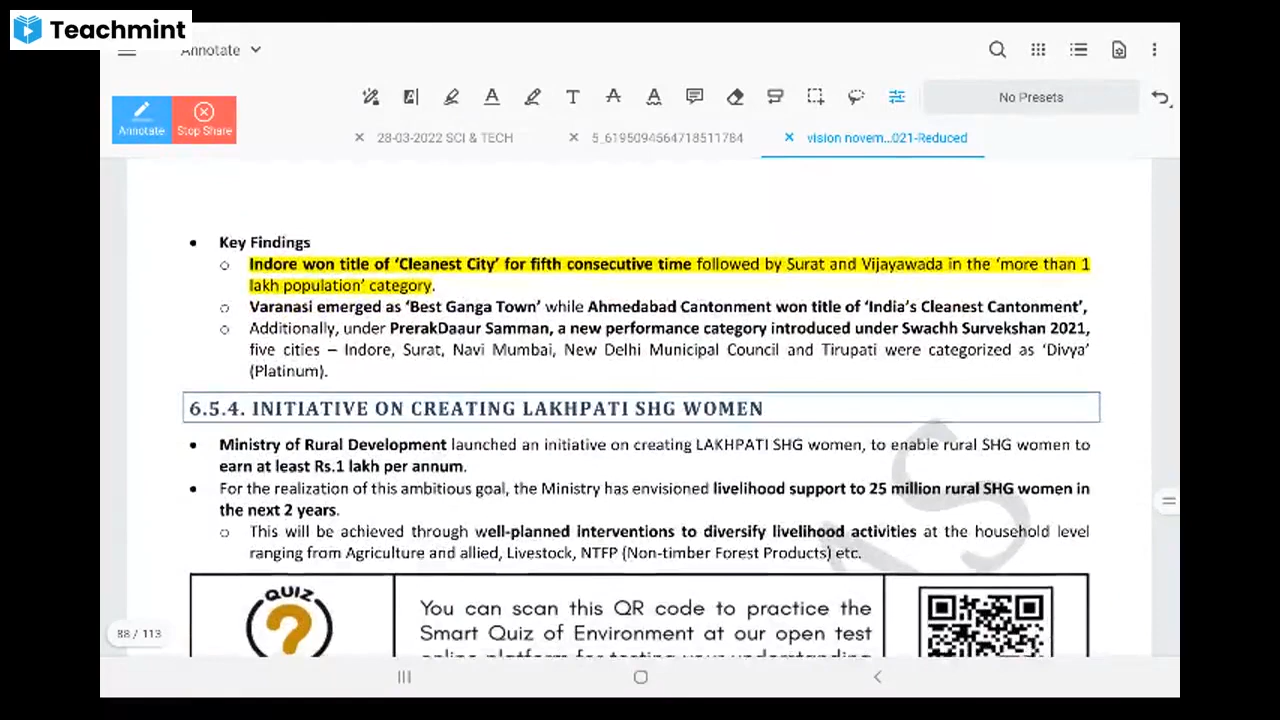 Teachmint
Annotate
No Presets
Annotate
Stop Share
28-03-2022 SCI & TECH
5_6195094564718511784
vision novem...021-Reduced
• Key Findings
o Indore won title of ‘Cleanest City’ for fifth consecutive time followed by Surat and Vijayawada in the ‘more than 1
lakh population’ category.
o Varanasi emerged as ‘Best Ganga Town’ while Ahmedabad Cantonment won title of ‘India’s Cleanest Cantonment’,
o Additionally, under PrerakDaaur Samman, a new performance category introduced under Swachh Survekshan 2021,
five cities – Indore, Surat, Navi Mumbai, New Delhi Municipal Council and Tirupati were categorized as ‘Divya’
(Platinum).
6.5.4. INITIATIVE ON CREATING LAKHPATI SHG WOMEN
• Ministry of Rural Development launched an initiative on creating LAKHPATI SHG women, to enable rural SHG women to
earn at least Rs.1 lakh per annum.
• For the realization of this ambitious goal, the Ministry has envisioned livelihood support to 25 million rural SHG women in
the next 2 years.
o This will be achieved through well-planned interventions to diversify livelihood activities at the household level
ranging from Agriculture and allied, Livestock, NTFP (Non-timber Forest Products) etc.
QUIZ
You can scan this QR code to practice the
Smart Quiz of Environment at our open test
online platform for testing your understanding
88 / 113